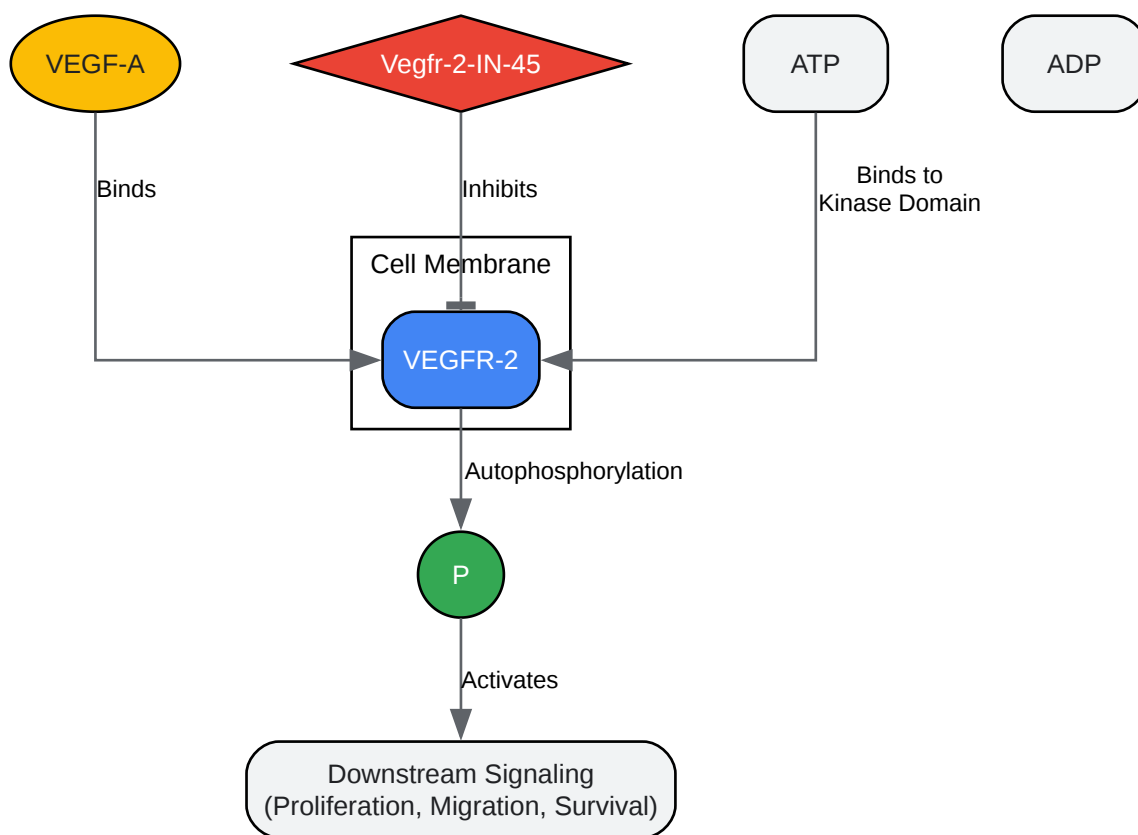 VEGF-A
Vegfr-2-IN-45
ATP
ADP
Binds
Inhibits
Binds to
Kinase Domain
Cell Membrane
VEGFR-2
Autophosphorylation
P
Activates
Downstream Signaling
(Proliferation, Migration, Survival)